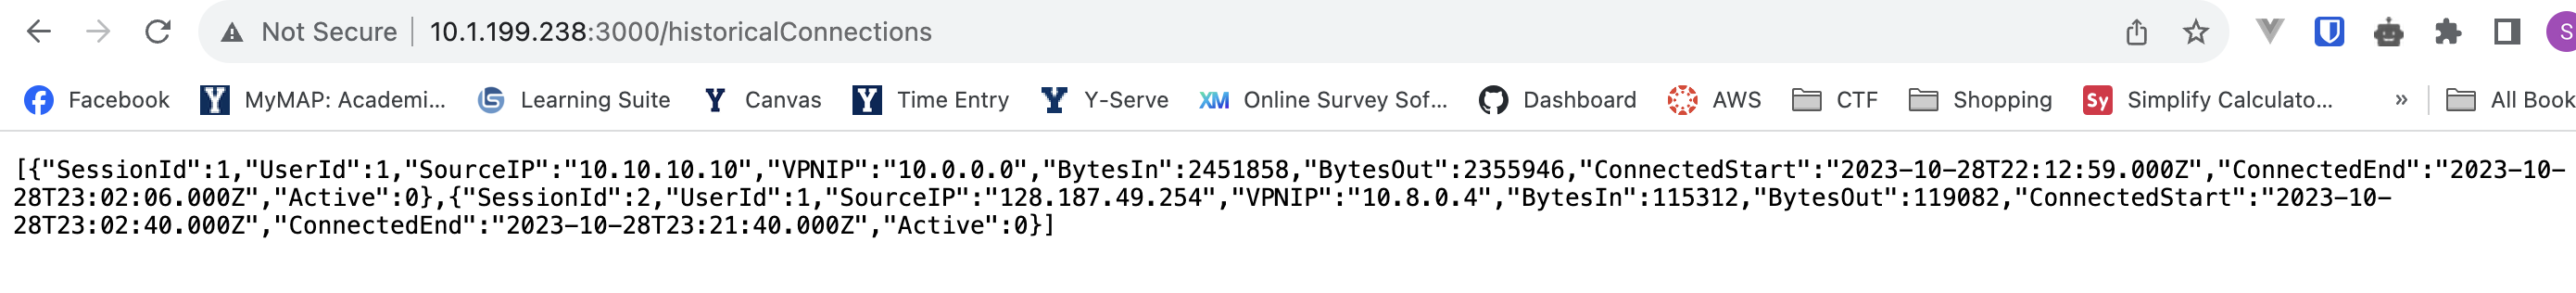 Not Secure 10.1.199.238:3000/historicalConnections S
Facebook MyMAP: Academi... Learning Suite Y Canvas Time Entry Y-Serve XM Online Survey Sof... Dashboard AWS CTF Shopping Sy Simplify Calculato... » All Book
[{"SessionId":1,"UserId":1,"SourceIP":"10.10.10.10","VPNIP":"10.0.0.0","BytesIn":2451858,"BytesOut":2355946,"ConnectedStart":"2023-10-28T22:12:59.000Z","ConnectedEnd":"2023-10-
28T23:02:06.000Z","Active":0},{"SessionId":2,"UserId":1,"SourceIP":"128.187.49.254","VPNIP":"10.8.0.4","BytesIn":115312,"BytesOut":119082,"ConnectedStart":"2023-10-
28T23:02:40.000Z","ConnectedEnd":"2023-10-28T23:21:40.000Z","Active":0}]